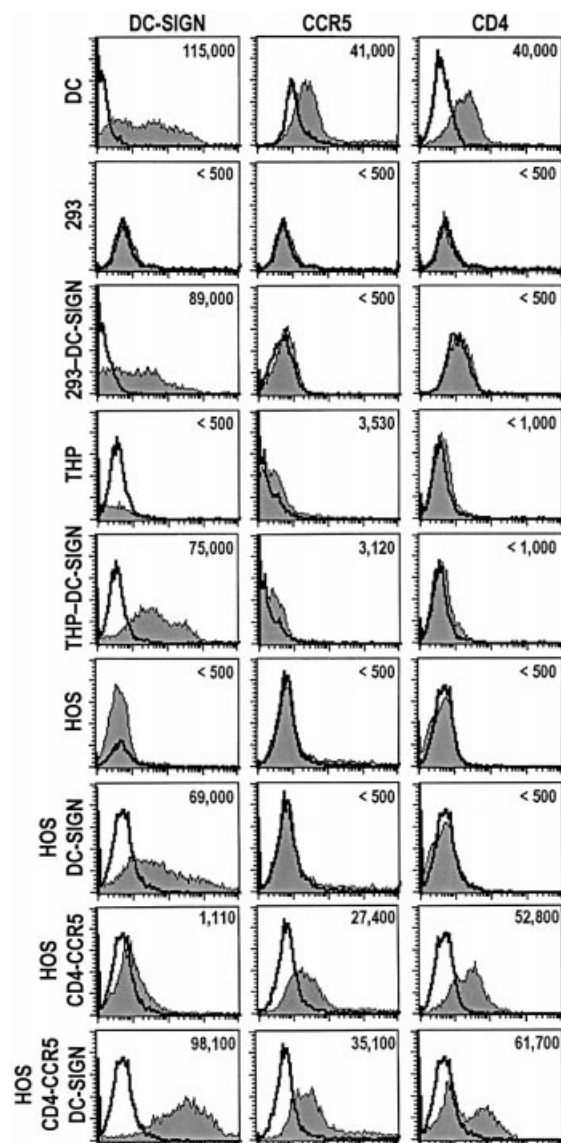 DC-SIGN CCR5 CD4
DC 115,000 41,000 40,000
293 < 500 < 500 < 500
293–DC-SIGN 89,000 < 500 < 500
THP < 500 3,530 < 1,000
THP–DC-SIGN 75,000 3,120 < 1,000
HOS < 500 < 500 < 500
HOS
DC-SIGN 69,000 < 500 < 500
HOS
CD4-CCR5 1,110 27,400 52,800
HOS
CD4-CCR5
DC-SIGN 98,100 35,100 61,700